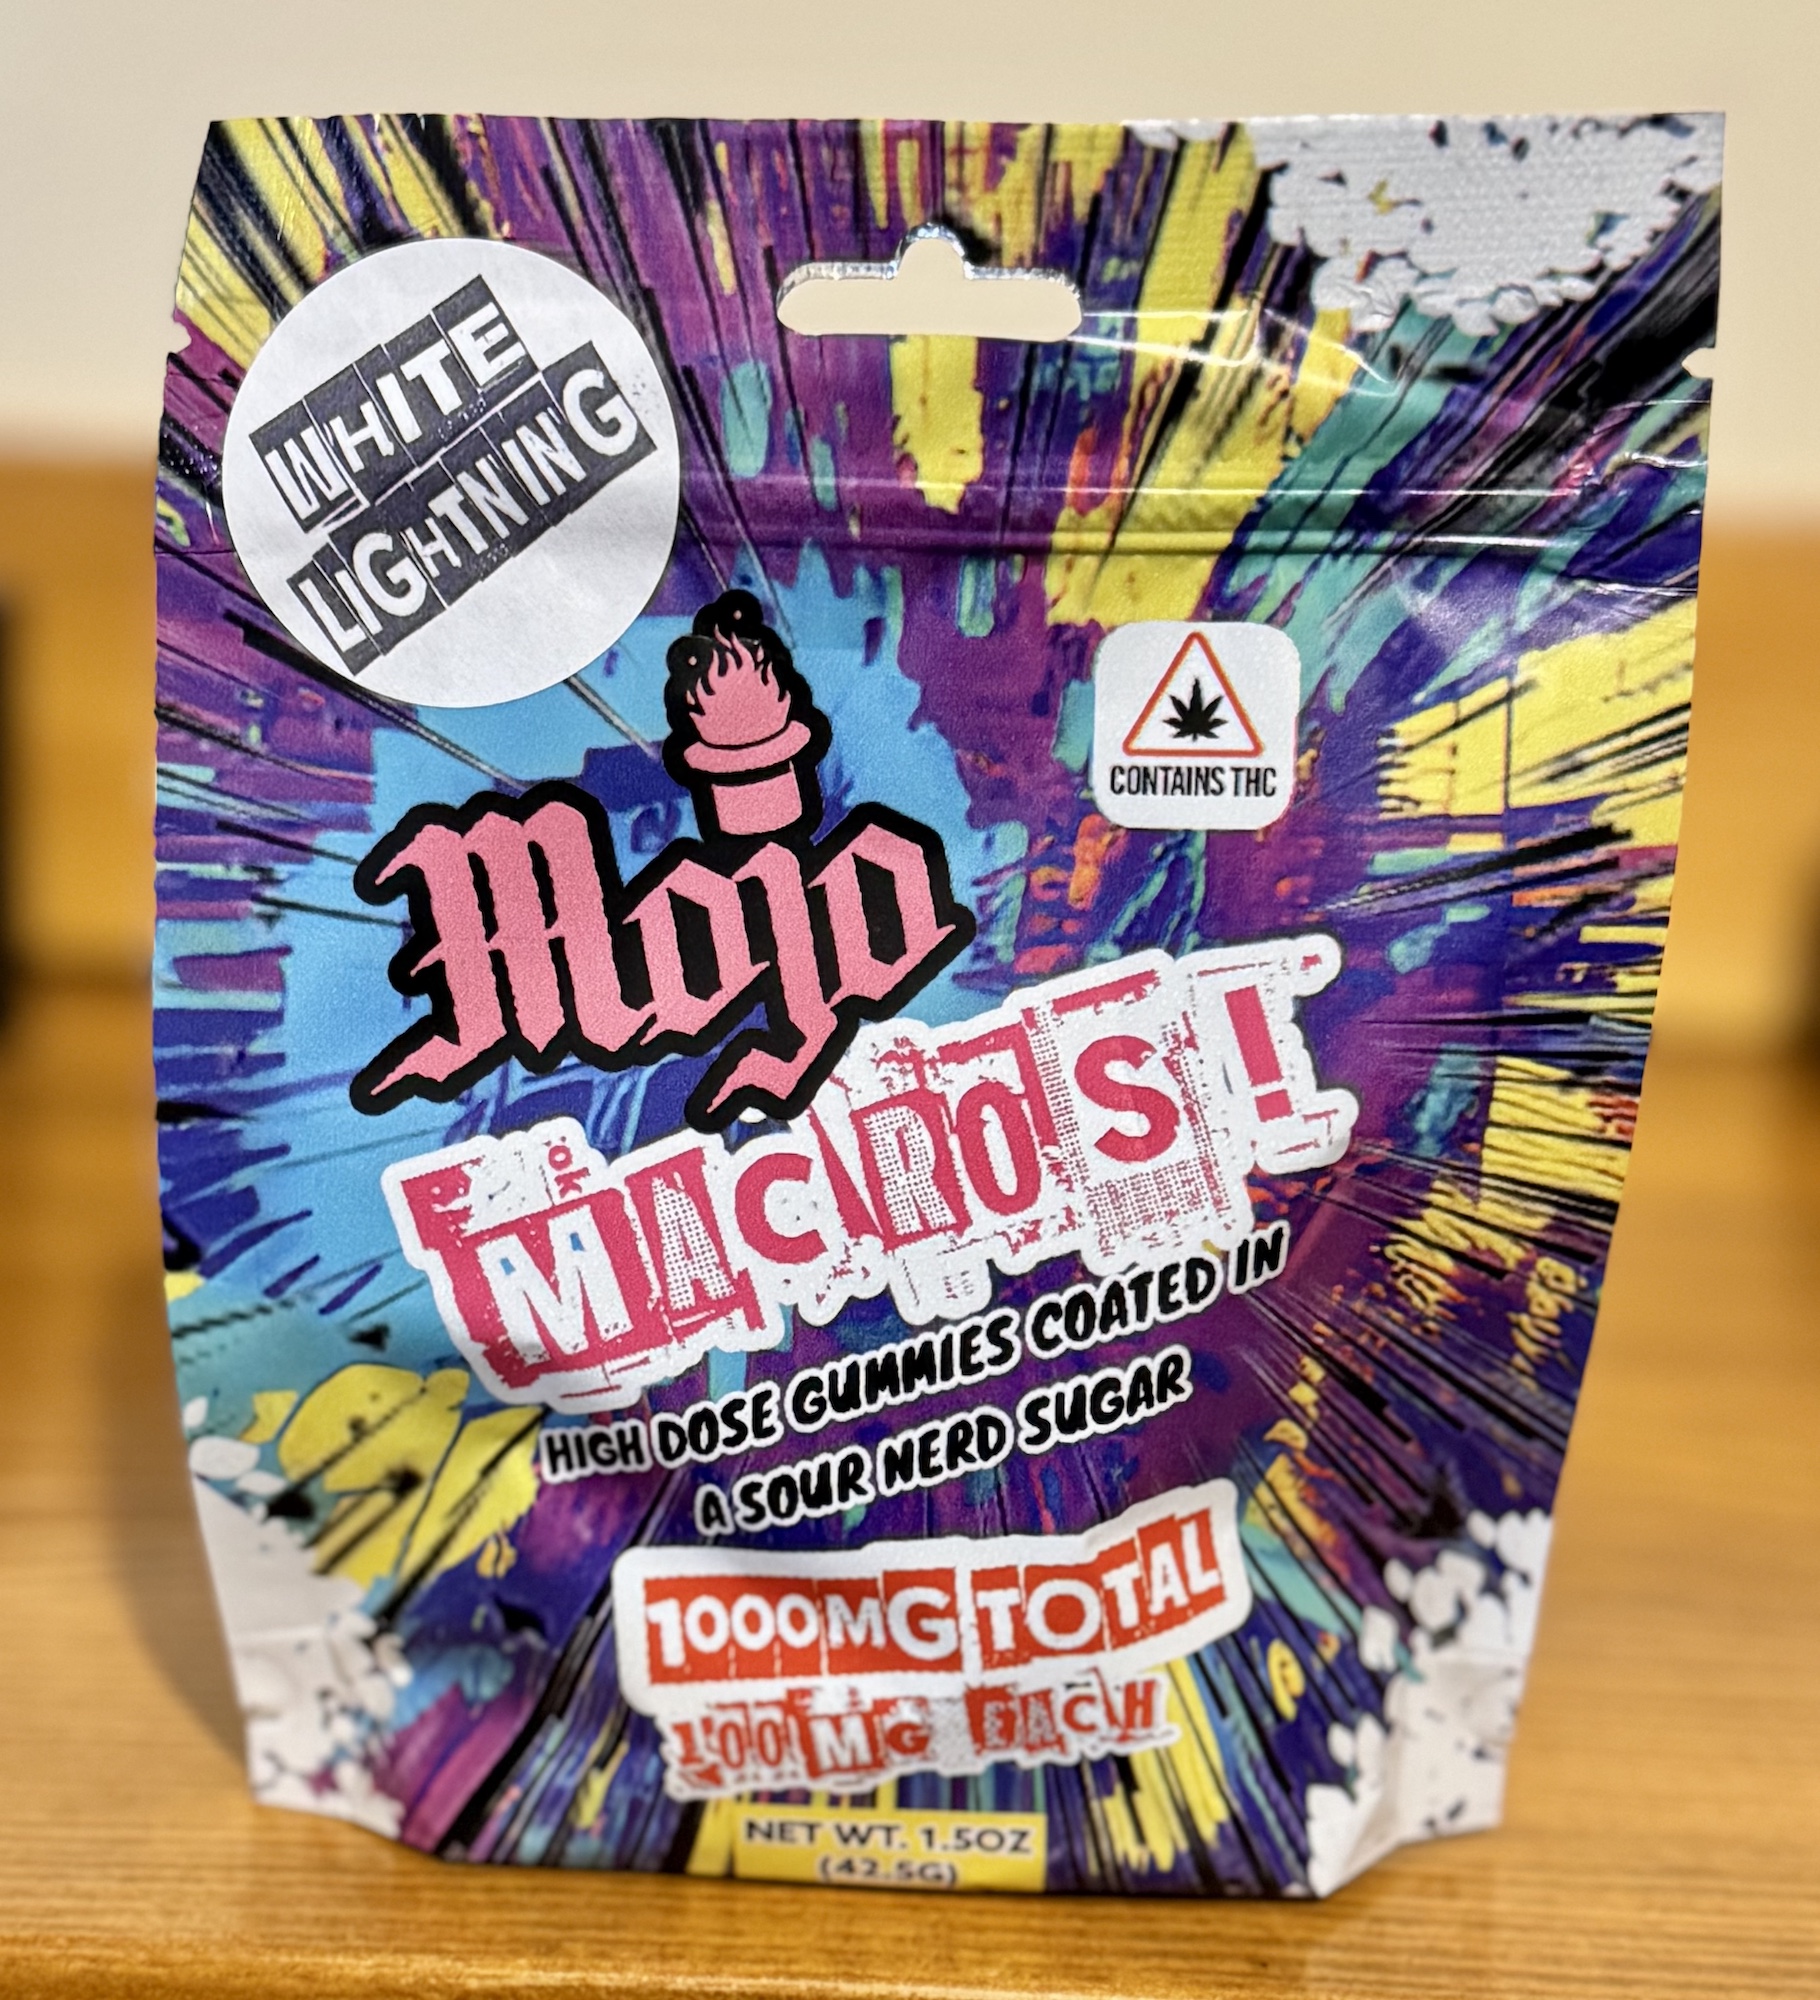 WHITE
LIGHTNING
CONTAINS THC
Mojo
MACROS!
HIGH DOSE GUMMIES COATED IN
A SOUR NERD SUGAR
1000MG TOTAL
100MG EACH
NET WT. 1.5OZ
(42.5G)